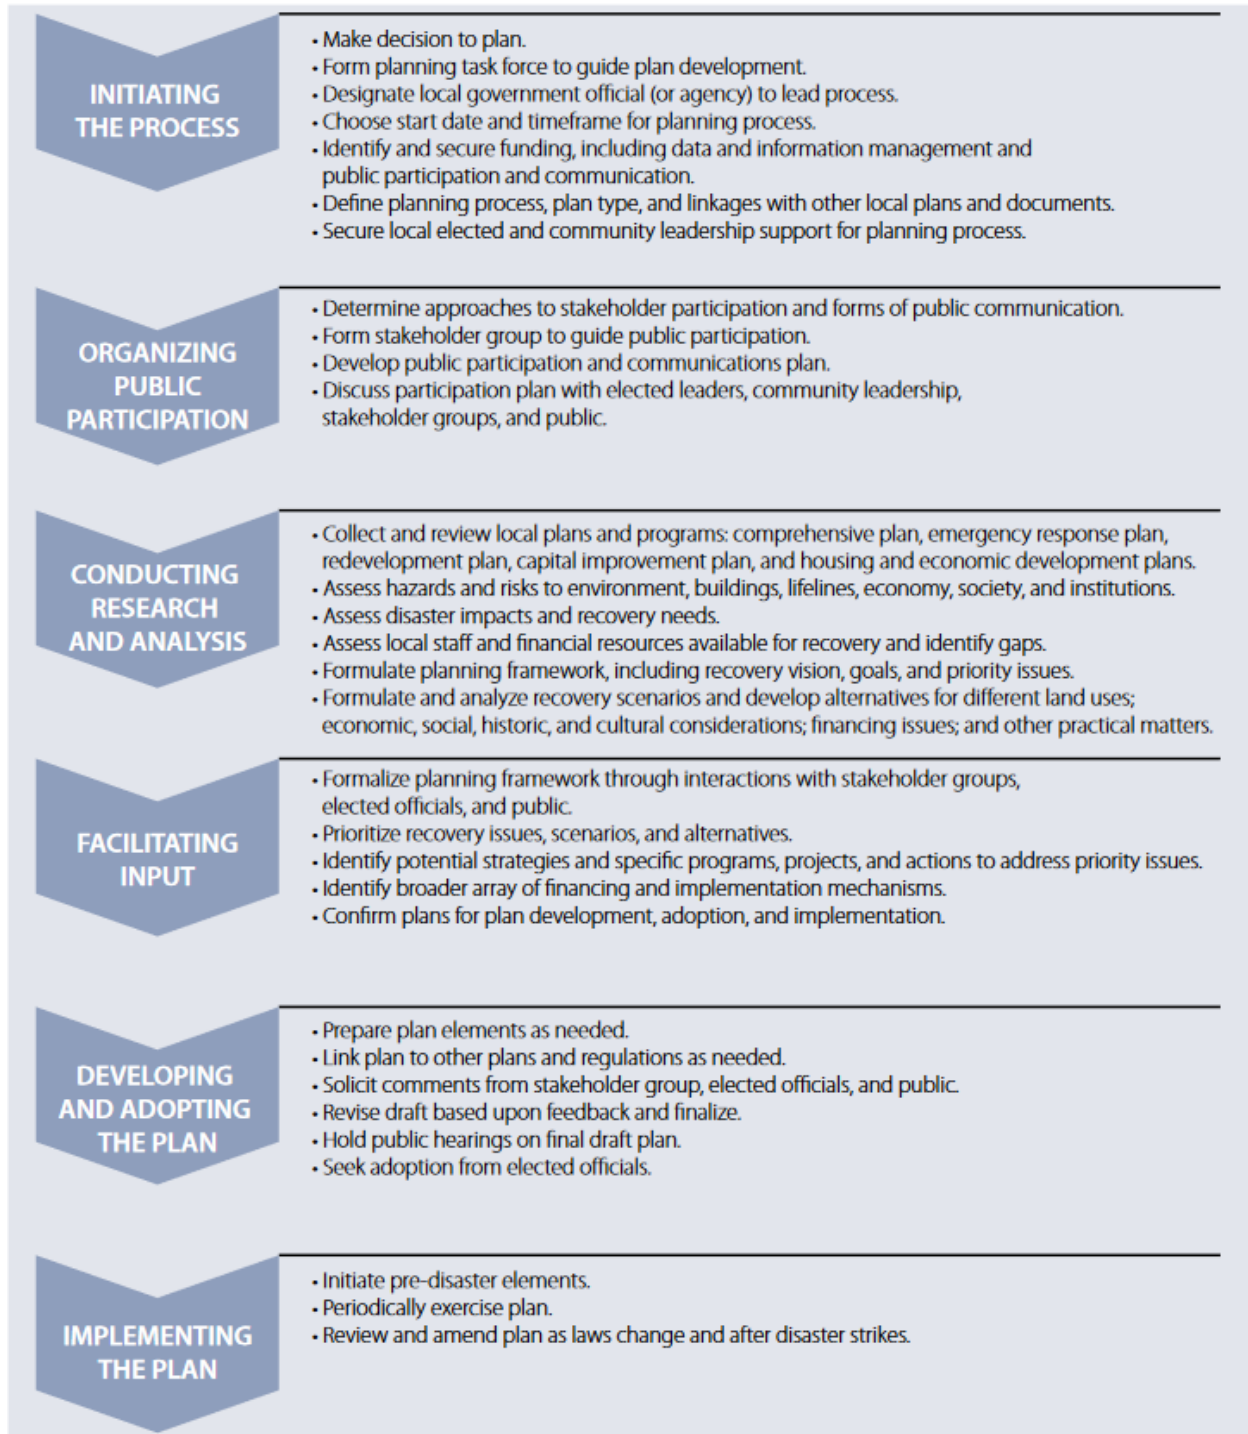 INITIATING
THE PROCESS
• Make decision to plan.
• Form planning task force to guide plan development.
• Designate local government official (or agency) to lead process.
• Choose start date and timeframe for planning process.
• Identify and secure funding, including data and information management and
public participation and communication.
• Define planning process, plan type, and linkages with other local plans and documents.
• Secure local elected and community leadership support for planning process.
ORGANIZING
PUBLIC
PARTICIPATION
• Determine approaches to stakeholder participation and forms of public communication.
• Form stakeholder group to guide public participation.
• Develop public participation and communications plan.
• Discuss participation plan with elected leaders, community leadership,
stakeholder groups, and public.
CONDUCTING
RESEARCH
AND ANALYSIS
• Collect and review local plans and programs: comprehensive plan, emergency response plan,
redevelopment plan, capital improvement plan, and housing and economic development plans.
• Assess hazards and risks to environment, buildings, lifelines, economy, society, and institutions.
• Assess disaster impacts and recovery needs.
• Assess local staff and financial resources available for recovery and identify gaps.
• Formulate planning framework, including recovery vision, goals, and priority issues.
• Formulate and analyze recovery scenarios and develop alternatives for different land uses;
economic, social, historic, and cultural considerations; financing issues; and other practical matters.
FACILITATING
INPUT
• Formalize planning framework through interactions with stakeholder groups,
elected officials, and public.
• Prioritize recovery issues, scenarios, and alternatives.
• Identify potential strategies and specific programs, projects, and actions to address priority issues.
• Identify broader array of financing and implementation mechanisms.
• Confirm plans for plan development, adoption, and implementation.
DEVELOPING
AND ADOPTING
THE PLAN
• Prepare plan elements as needed.
• Link plan to other plans and regulations as needed.
• Solicit comments from stakeholder group, elected officials, and public.
• Revise draft based upon feedback and finalize.
• Hold public hearings on final draft plan.
• Seek adoption from elected officials.
IMPLEMENTING
THE PLAN
• Initiate pre-disaster elements.
• Periodically exercise plan.
• Review and amend plan as laws change and after disaster strikes.